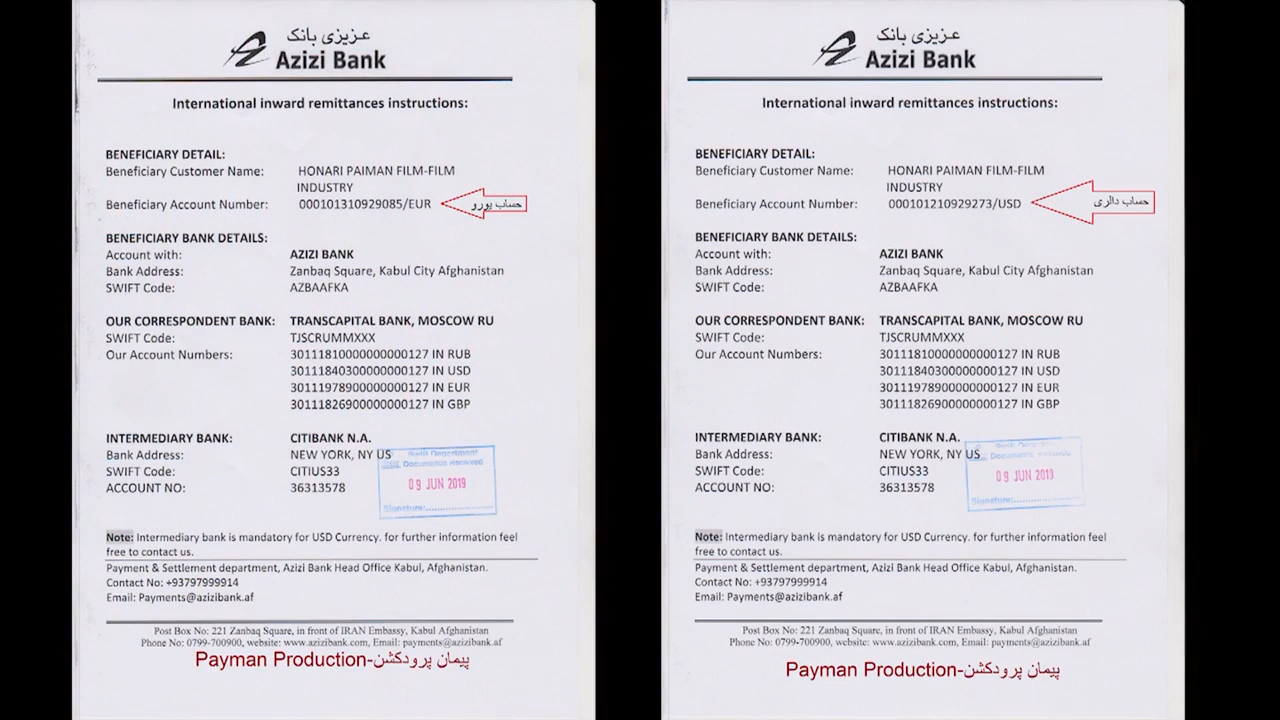 عزیزی بانک
Azizi Bank
International inward remittances instructions:
BENEFICIARY DETAIL:
Beneficiary Customer Name: HONARI PAIMAN FILM-FILM
INDUSTRY
Beneficiary Account Number: 000101310929085/EUR حساب یورو
BENEFICIARY BANK DETAILS:
Account with: AZIZI BANK
Bank Address: Zanbaq Square, Kabul City Afghanistan
SWIFT Code: AZBAAFKA
OUR CORRESPONDENT BANK: TRANSCAPITAL BANK, MOSCOW RU
SWIFT Code: TJSCRUMMXXX
Our Account Numbers: 30111810000000000127 IN RUB
30111840300000000127 IN USD
30111978900000000127 IN EUR
30111826900000000127 IN GBP
INTERMEDIARY BANK: CITIBANK N.A.
Bank Address: NEW YORK, NY US
SWIFT Code: CITIUS33
ACCOUNT NO: 36313578
Swift Department
Documents Received
09 JUN 2019
Signature:
Note: Intermediary bank is mandatory for USD Currency. for further information feel
free to contact us.
Payment & Settlement department, Azizi Bank Head Office Kabul, Afghanistan.
Contact No: +93797999914
Email: Payments@azizibank.af
Post Box No: 221 Zanbaq Square, in front of IRAN Embassy, Kabul Afghanistan
Phone No: 0799-700900, website: www.azizibank.com, Email: payments@azizibank.af
Payman Production-پیمان پرودکشن
عزیزی بانک
Azizi Bank
International inward remittances instructions:
BENEFICIARY DETAIL:
Beneficiary Customer Name: HONARI PAIMAN FILM-FILM
INDUSTRY
Beneficiary Account Number: 000101210929273/USD حساب دالری
BENEFICIARY BANK DETAILS:
Account with: AZIZI BANK
Bank Address: Zanbaq Square, Kabul City Afghanistan
SWIFT Code: AZBAAFKA
OUR CORRESPONDENT BANK: TRANSCAPITAL BANK, MOSCOW RU
SWIFT Code: TJSCRUMMXXX
Our Account Numbers: 30111810000000000127 IN RUB
30111840300000000127 IN USD
30111978900000000127 IN EUR
30111826900000000127 IN GBP
INTERMEDIARY BANK: CITIBANK N.A.
Bank Address: NEW YORK, NY US
SWIFT Code: CITIUS33
ACCOUNT NO: 36313578
Documents Received
09 JUN 2019
Signature:
Note: Intermediary bank is mandatory for USD Currency. for further information feel
free to contact us.
Payment & Settlement department, Azizi Bank Head Office Kabul, Afghanistan.
Contact No: +93797999914
Email: Payments@azizibank.af
Post Box No: 221 Zanbaq Square, in front of IRAN Embassy, Kabul Afghanistan
Phone No: 0799-700900, website: www.azizibank.com, Email: payments@azizibank.af
Payman Production-پیمان پرودکشن